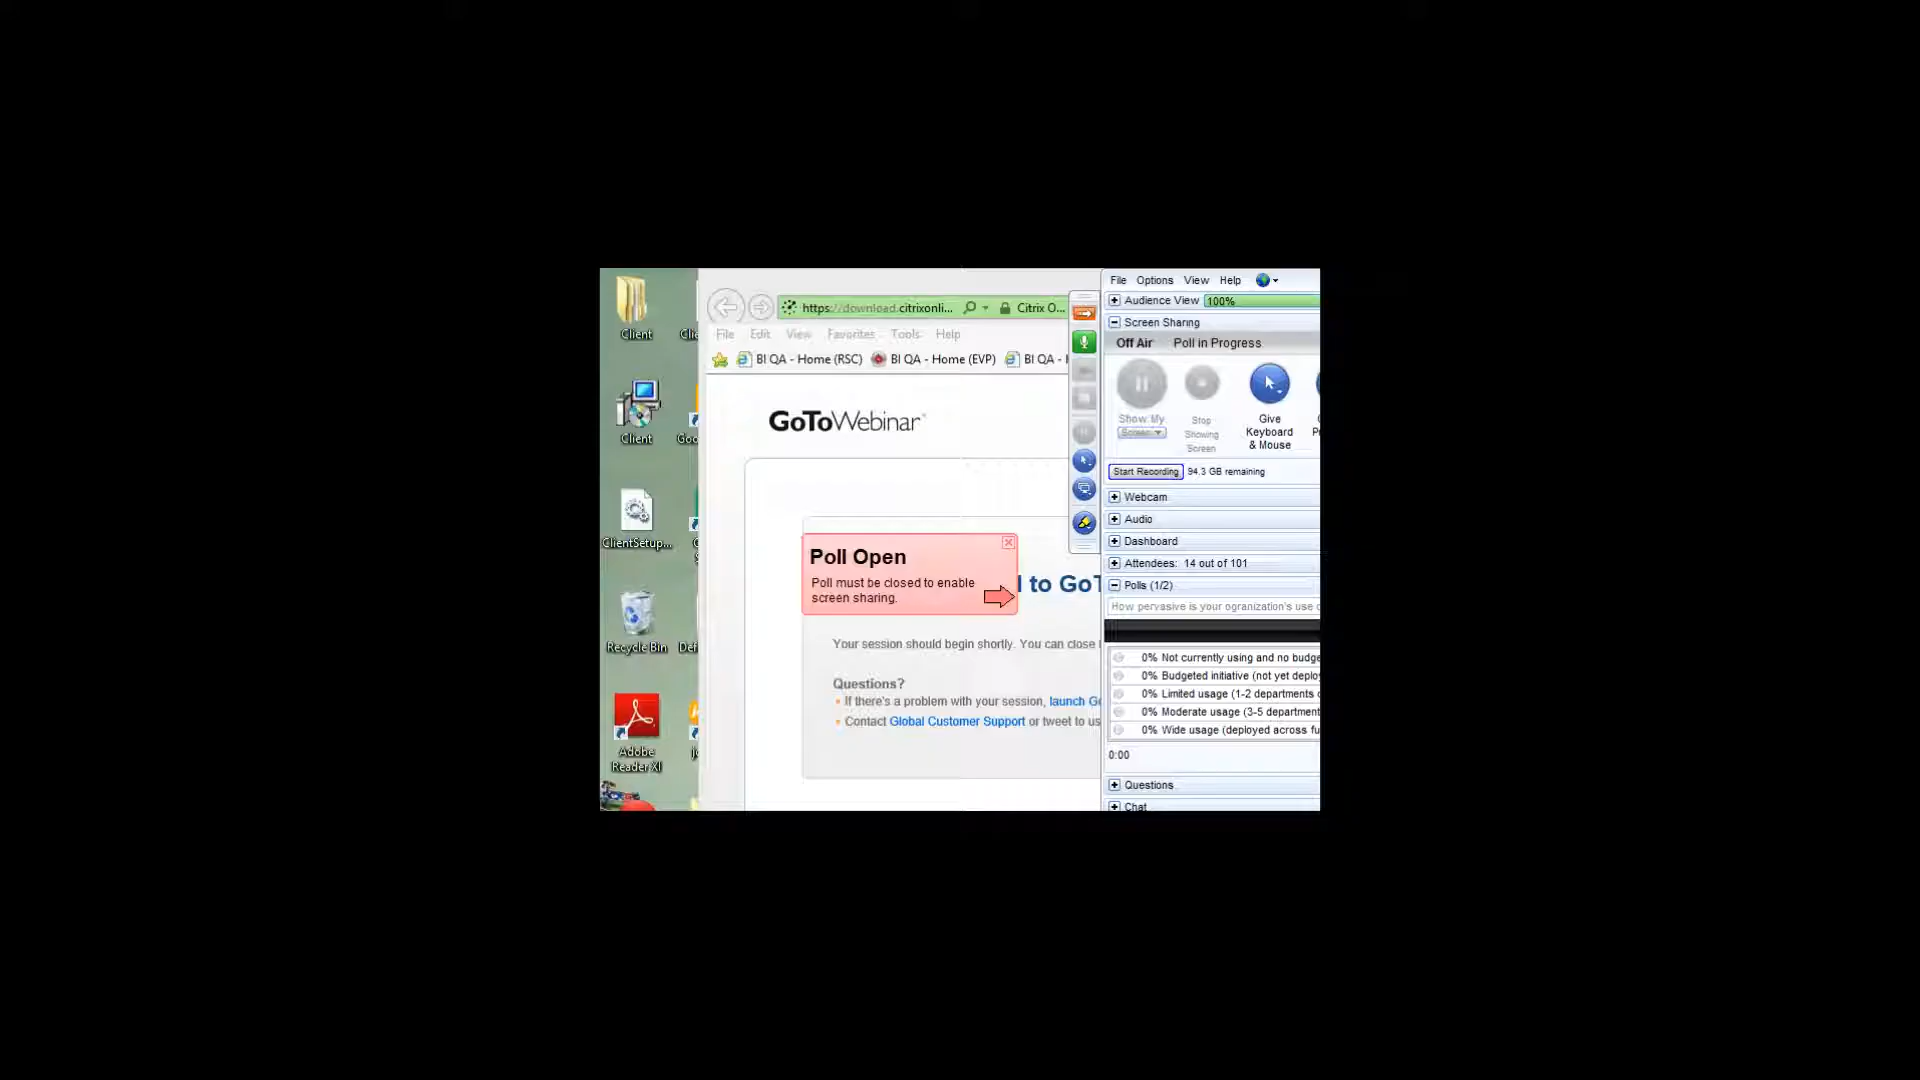 Client
Client
ClientSetup...
Recycle Bin
Adobe
Reader XI
https://download.citrixonli...
Citrix O...
File Edit View Favorites Tools Help
BI QA - Home (RSC) BI QA - Home (EVP) BI QA -
GoToWebinar
Poll Open
Poll must be closed to enable
screen sharing.
l to GoT
Your session should begin shortly. You can close
Questions?
• If there's a problem with your session, launch Go
• Contact Global Customer Support or tweet to us
File Options View Help
Audience View 100%
Screen Sharing
Off Air Poll in Progress
Show My
Screen
Stop
Showing
Screen
Give
Keyboard
& Mouse
Start Recording 94.3 GB remaining
Webcam
Audio
Dashboard
Attendees: 14 out of 101
Polls (1/2)
How pervasive is your ogranization's use
0% Not currently using and no budge
0% Budgeted initiative (not yet deploy
0% Limited usage (1-2 departments
0% Moderate usage (3-5 department
0% Wide usage (deployed across fu
0:00
Questions
Chat